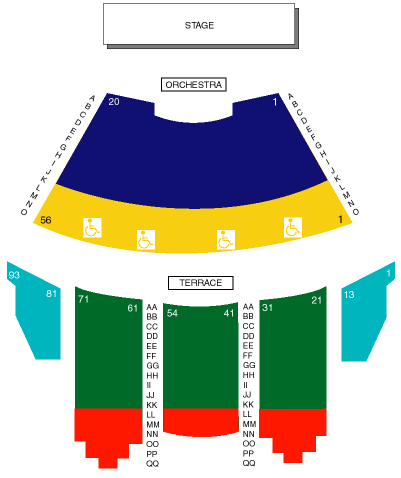 STAGE
ORCHESTRA
20
1
A
B
C
D
E
F
G
H
I
J
K
L
M
N
O
A
B
C
D
E
F
G
H
I
J
K
L
M
N
O
56
1
TERRACE
93
81
71
61
54
41
31
21
13
1
AA
BB
CC
DD
EE
FF
GG
HH
II
JJ
KK
LL
MM
NN
OO
PP
QQ
AA
BB
CC
DD
EE
FF
GG
HH
II
JJ
KK
LL
MM
NN
OO
PP
QQ